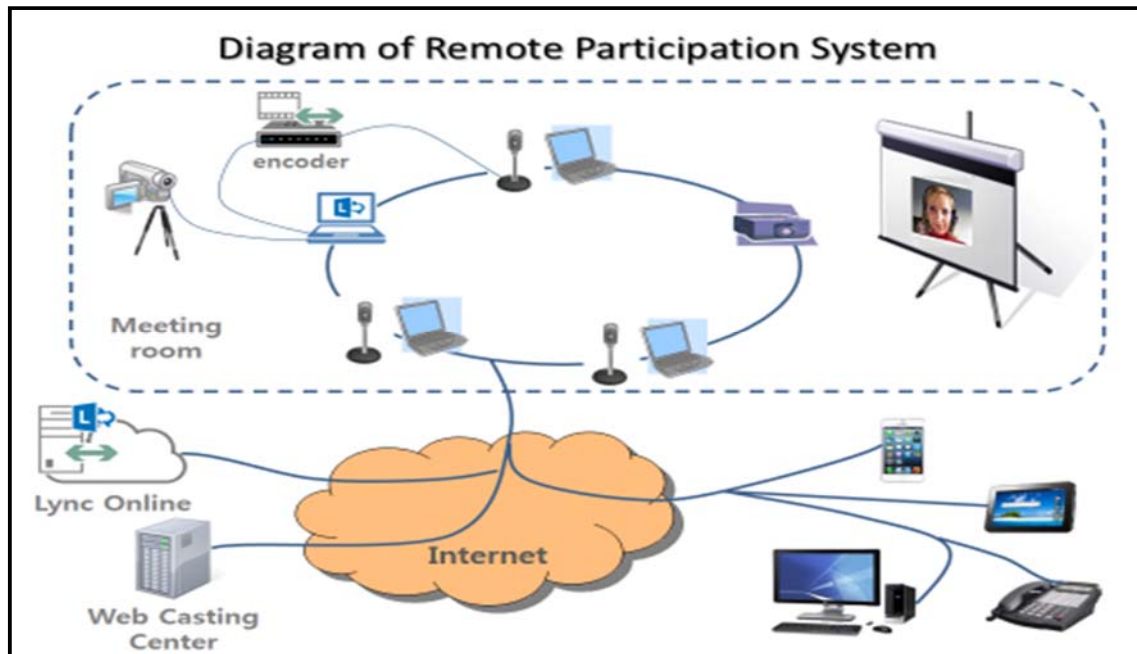 Diagram of Remote Participation System
encoder
L
Meeting
room
L
Lync Online
Internet
Web Casting
Center